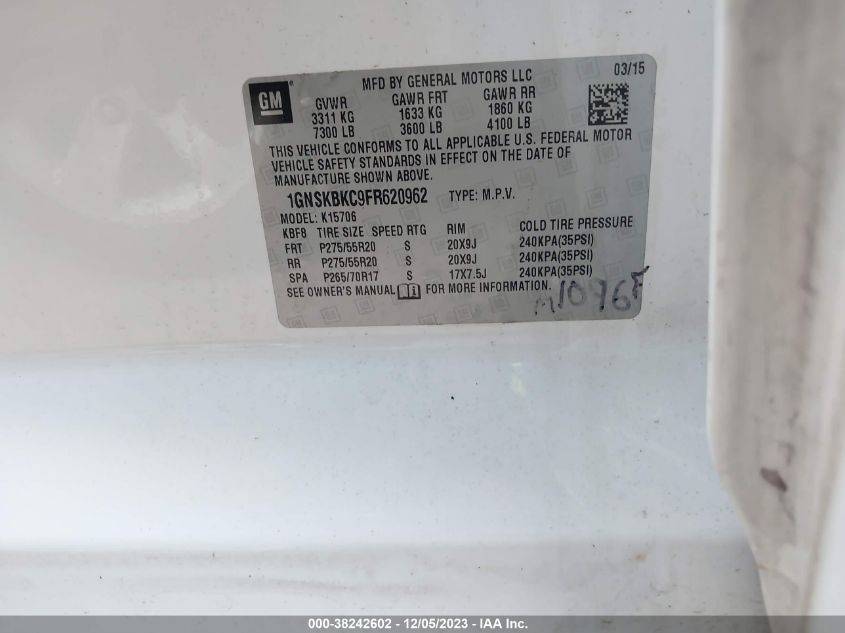 MFD BY GENERAL MOTORS LLC 03/15
GM GVWR GAWR FRT GAWR RR
3311 KG 1633 KG 1860 KG
7300 LB 3600 LB 4100 LB
THIS VEHICLE CONFORMS TO ALL APPLICABLE U.S. FEDERAL MOTOR
VEHICLE SAFETY STANDARDS IN EFFECT ON THE DATE OF
MANUFACTURE SHOWN ABOVE.
1GNSKBKC9FR620962 TYPE: M.P.V.
MODEL: K15706
KBF8 TIRE SIZE SPEED RTG RIM COLD TIRE PRESSURE
FRT P275/55R20 S 20X9J 240KPA(35PSI)
RR P275/55R20 S 20X9J 240KPA(35PSI)
SPA P265/70R17 S 17X7.5J 240KPA(35PSI)
SEE OWNER'S MANUAL FOR MORE INFORMATION.
M1096F
000-38242602 - 12/05/2023 - IAA Inc.